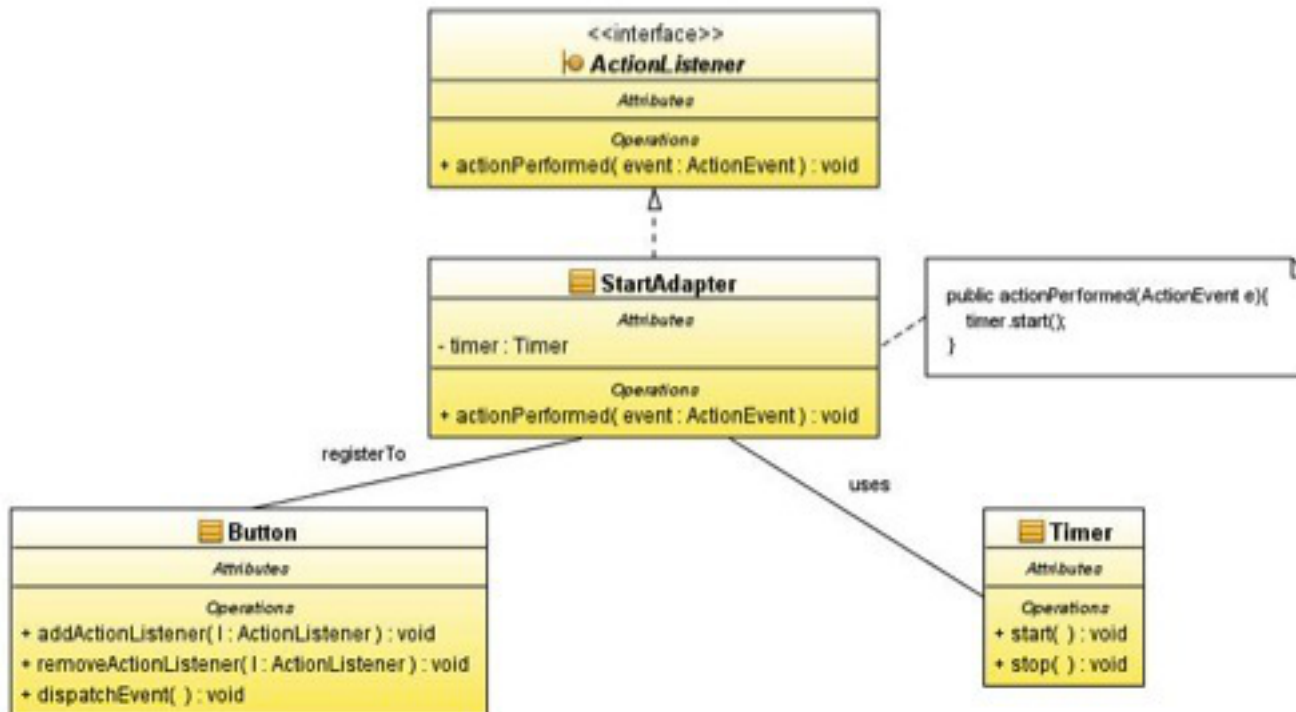 <<interface>>
ActionListener
Attributes
Operations
+ actionPerformed( event : ActionEvent ) : void
StartAdapter
Attributes
- timer : Timer
Operations
+ actionPerformed( event : ActionEvent ) : void
public actionPerformed(ActionEvent e){
timer.start();
}
registerTo
uses
Button
Attributes
Operations
+ addActionListener( l : ActionListener ) : void
+ removeActionListener( l : ActionListener ) : void
+ dispatchEvent( ) : void
Timer
Attributes
Operations
+ start( ) : void
+ stop( ) : void